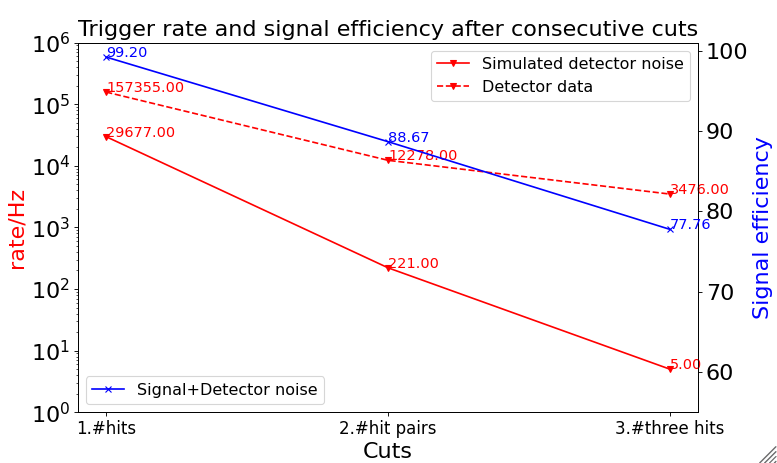 Trigger rate and signal efficiency after consecutive cuts
10^6
10^5
10^4
10^3
10^2
10^1
10^0
rate/Hz
99.20
157355.00
29677.00
88.67
12278.00
221.00
3476.00
77.76
5.00
Simulated detector noise
Detector data
Signal+Detector noise
100
90
80
70
60
Signal efficiency
1.#hits
2.#hit pairs
3.#three hits
Cuts